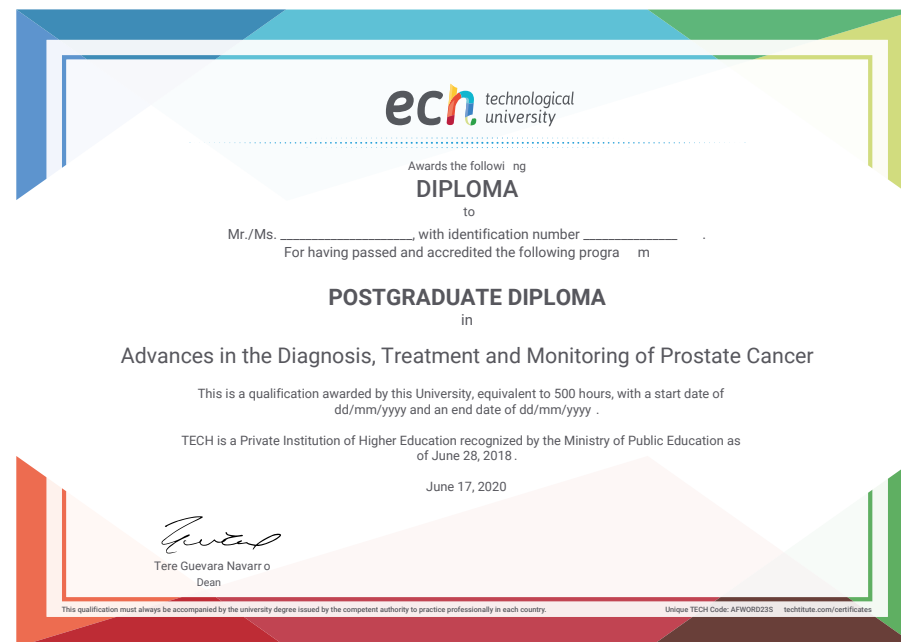 ecn technological
university
Awards the followi ng
DIPLOMA
to
Mr./Ms. ____________________, with identification number ______________ .
For having passed and accredited the following progra m
POSTGRADUATE DIPLOMA
in
Advances in the Diagnosis, Treatment and Monitoring of Prostate Cancer
This is a qualification awarded by this University, equivalent to 500 hours, with a start date of
dd/mm/yyyy and an end date of dd/mm/yyyy .
TECH is a Private Institution of Higher Education recognized by the Ministry of Public Education as
of June 28, 2018 .
June 17, 2020
Tere Guevara Navarr o
Dean
This qualification must always be accompanied by the university degree issued by the competent authority to practice professionally in each country. Unique TECH Code: AFWORD23S techtitute.com/certificates